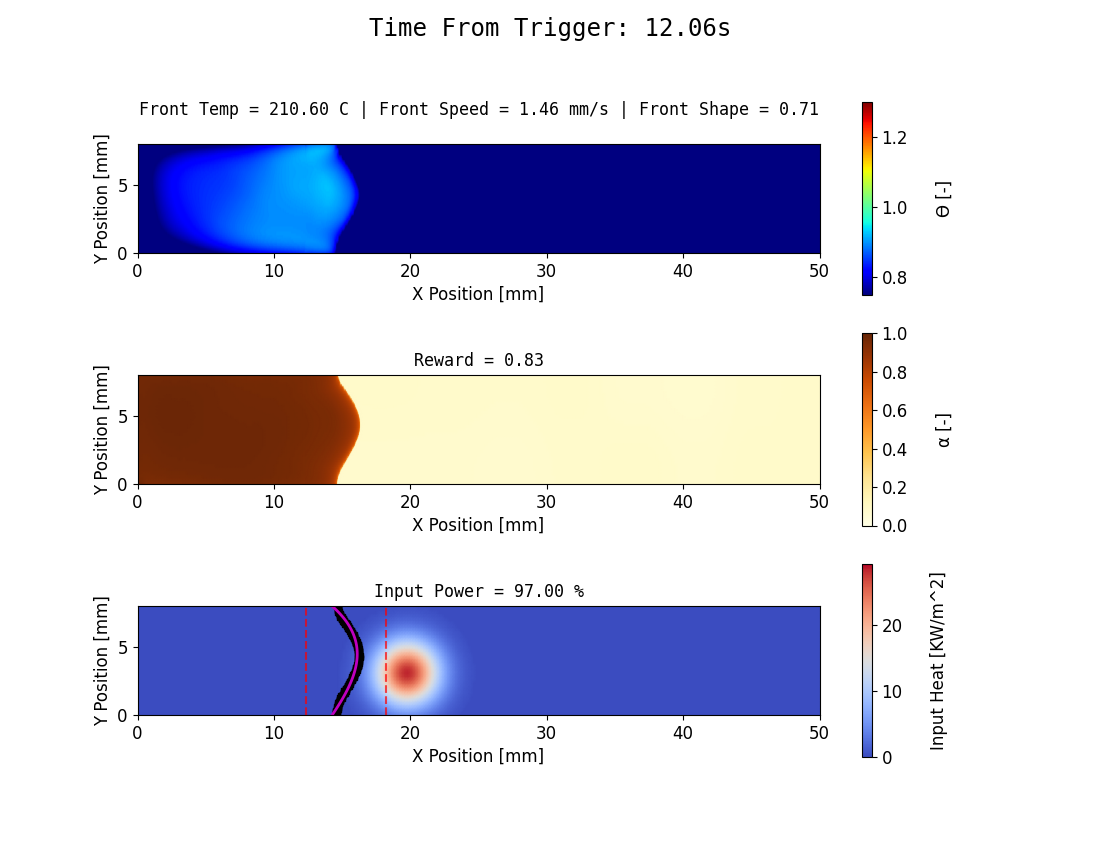 Time From Trigger: 12.06s
Front Temp = 210.60 C | Front Speed = 1.46 mm/s | Front Shape = 0.71
Y Position [mm]
5
0
0 10 20 30 40 50
X Position [mm]
1.2
1.0
0.8
Θ [-]
Reward = 0.83
Y Position [mm]
5
0
0 10 20 30 40 50
X Position [mm]
1.0
0.8
0.6
0.4
0.2
0.0
α [-]
Input Power = 97.00 %
Y Position [mm]
5
0
0 10 20 30 40 50
X Position [mm]
20
10
0
Input Heat [KW/m^2]